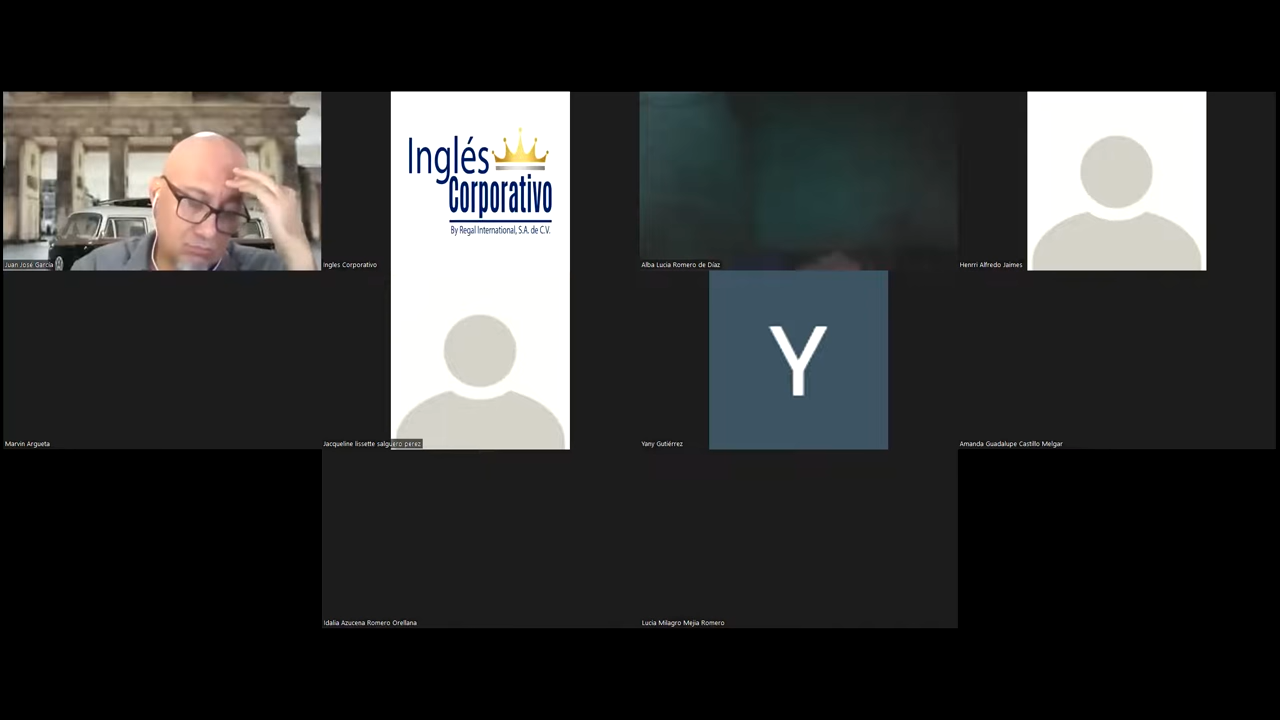 Inglés
Corporativo
By Regal International, S.A. de C.V.
Juan José García
Ingles Corporativo
Alba Lucia Romero de Díaz
Henrri Alfredo Jaimes
Y
Marvin Argueta
Jacqueline lissette salguero perez
Yany Gutiérrez
Amanda Guadalupe Castillo Melgar
Idalia Azucena Romero Orellana
Lucia Milagro Mejia Romero